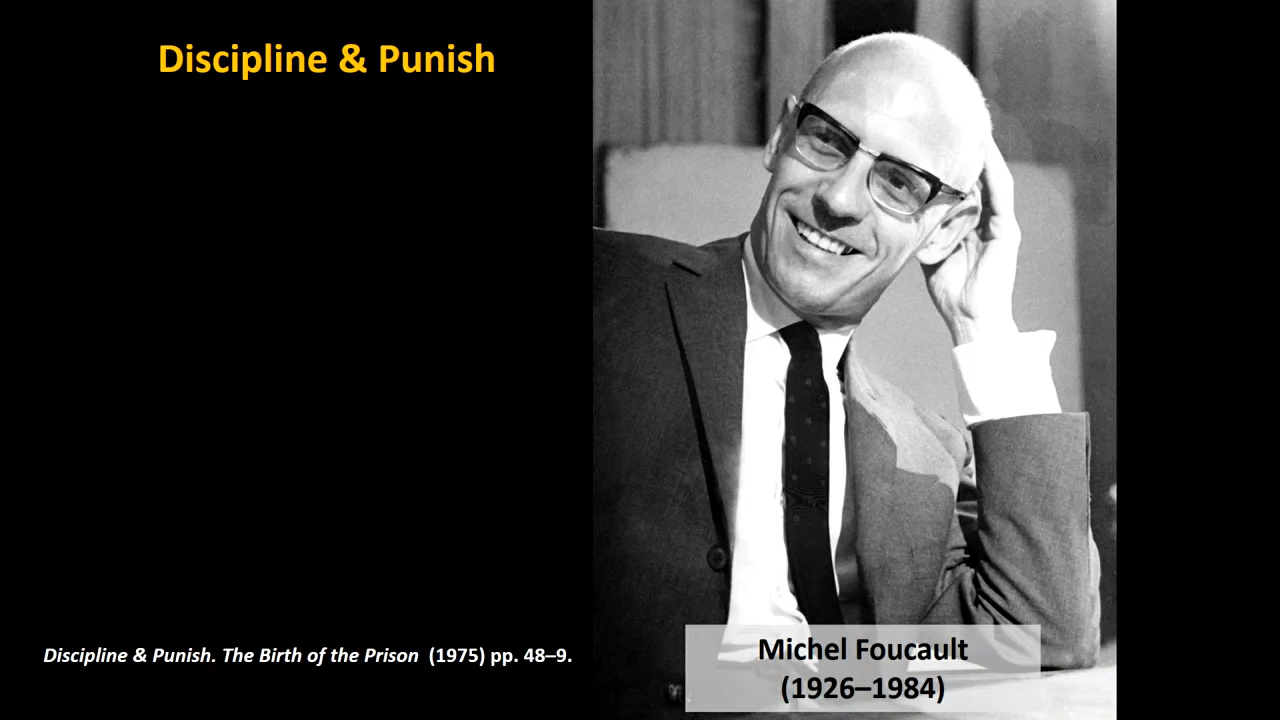 Discipline & Punish
Discipline & Punish. The Birth of the Prison (1975) pp. 48–9.
Michel Foucault
(1926–1984)